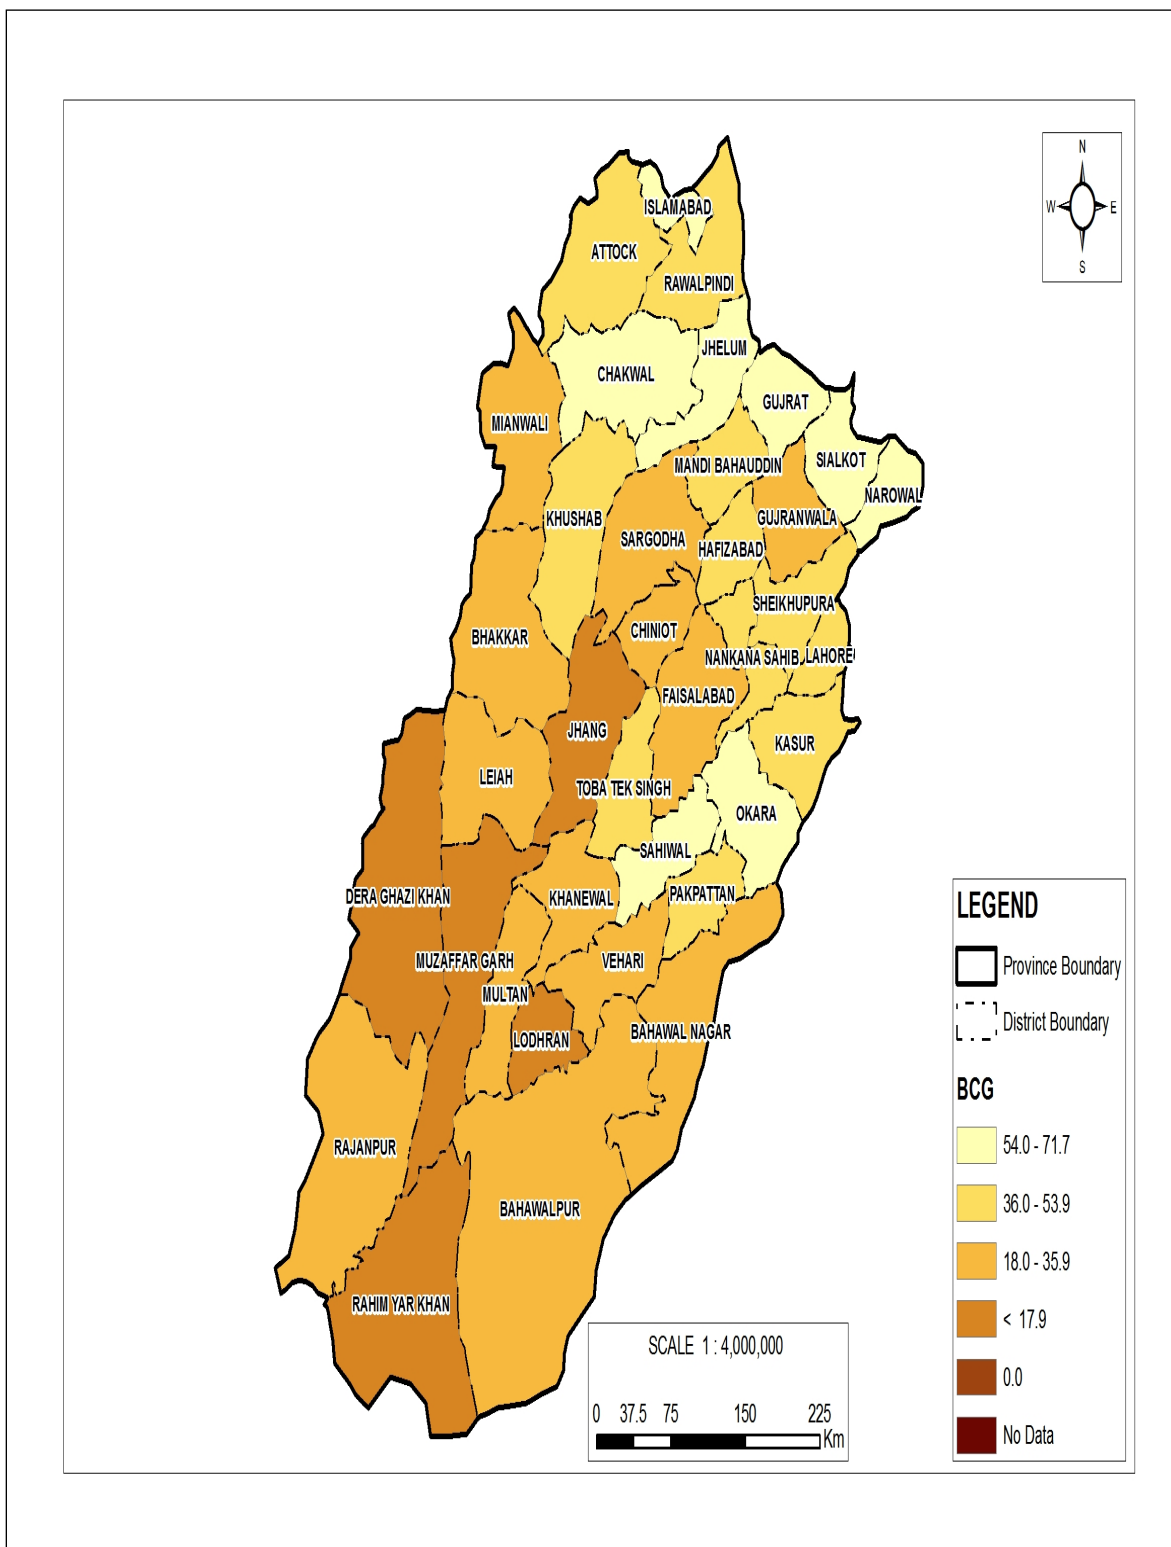 N
W E
S
ISLAMABAD
ATTOCK
RAWALPINDI
JHELUM
CHAKWAL
GUJRAT
MIANWALI
SIALKOT
MANDI BAHAUDDIN
NAROWAL
KHUSHAB
GUJRANWALA
SARGODHA
HAFIZABAD
SHEIKHUPURA
CHINIOT
BHAKKAR
NANKANA SAHIB
LAHORE
FAISALABAD
JHANG
KASUR
LEIAH
TOBA TEK SINGH
OKARA
SAHIWAL
DERA GHAZI KHAN
KHANEWAL
PAKPATTAN
MUZAFFAR GARH
VEHARI
MULTAN
LODHRAN
BAHAWAL NAGAR
RAJANPUR
BAHAWALPUR
RAHIM YAR KHAN
LEGEND
Province Boundary
District Boundary
BCG
54.0 - 71.7
36.0 - 53.9
18.0 - 35.9
< 17.9
0.0
No Data
SCALE 1 : 4,000,000
0 37.5 75 150 225
Km